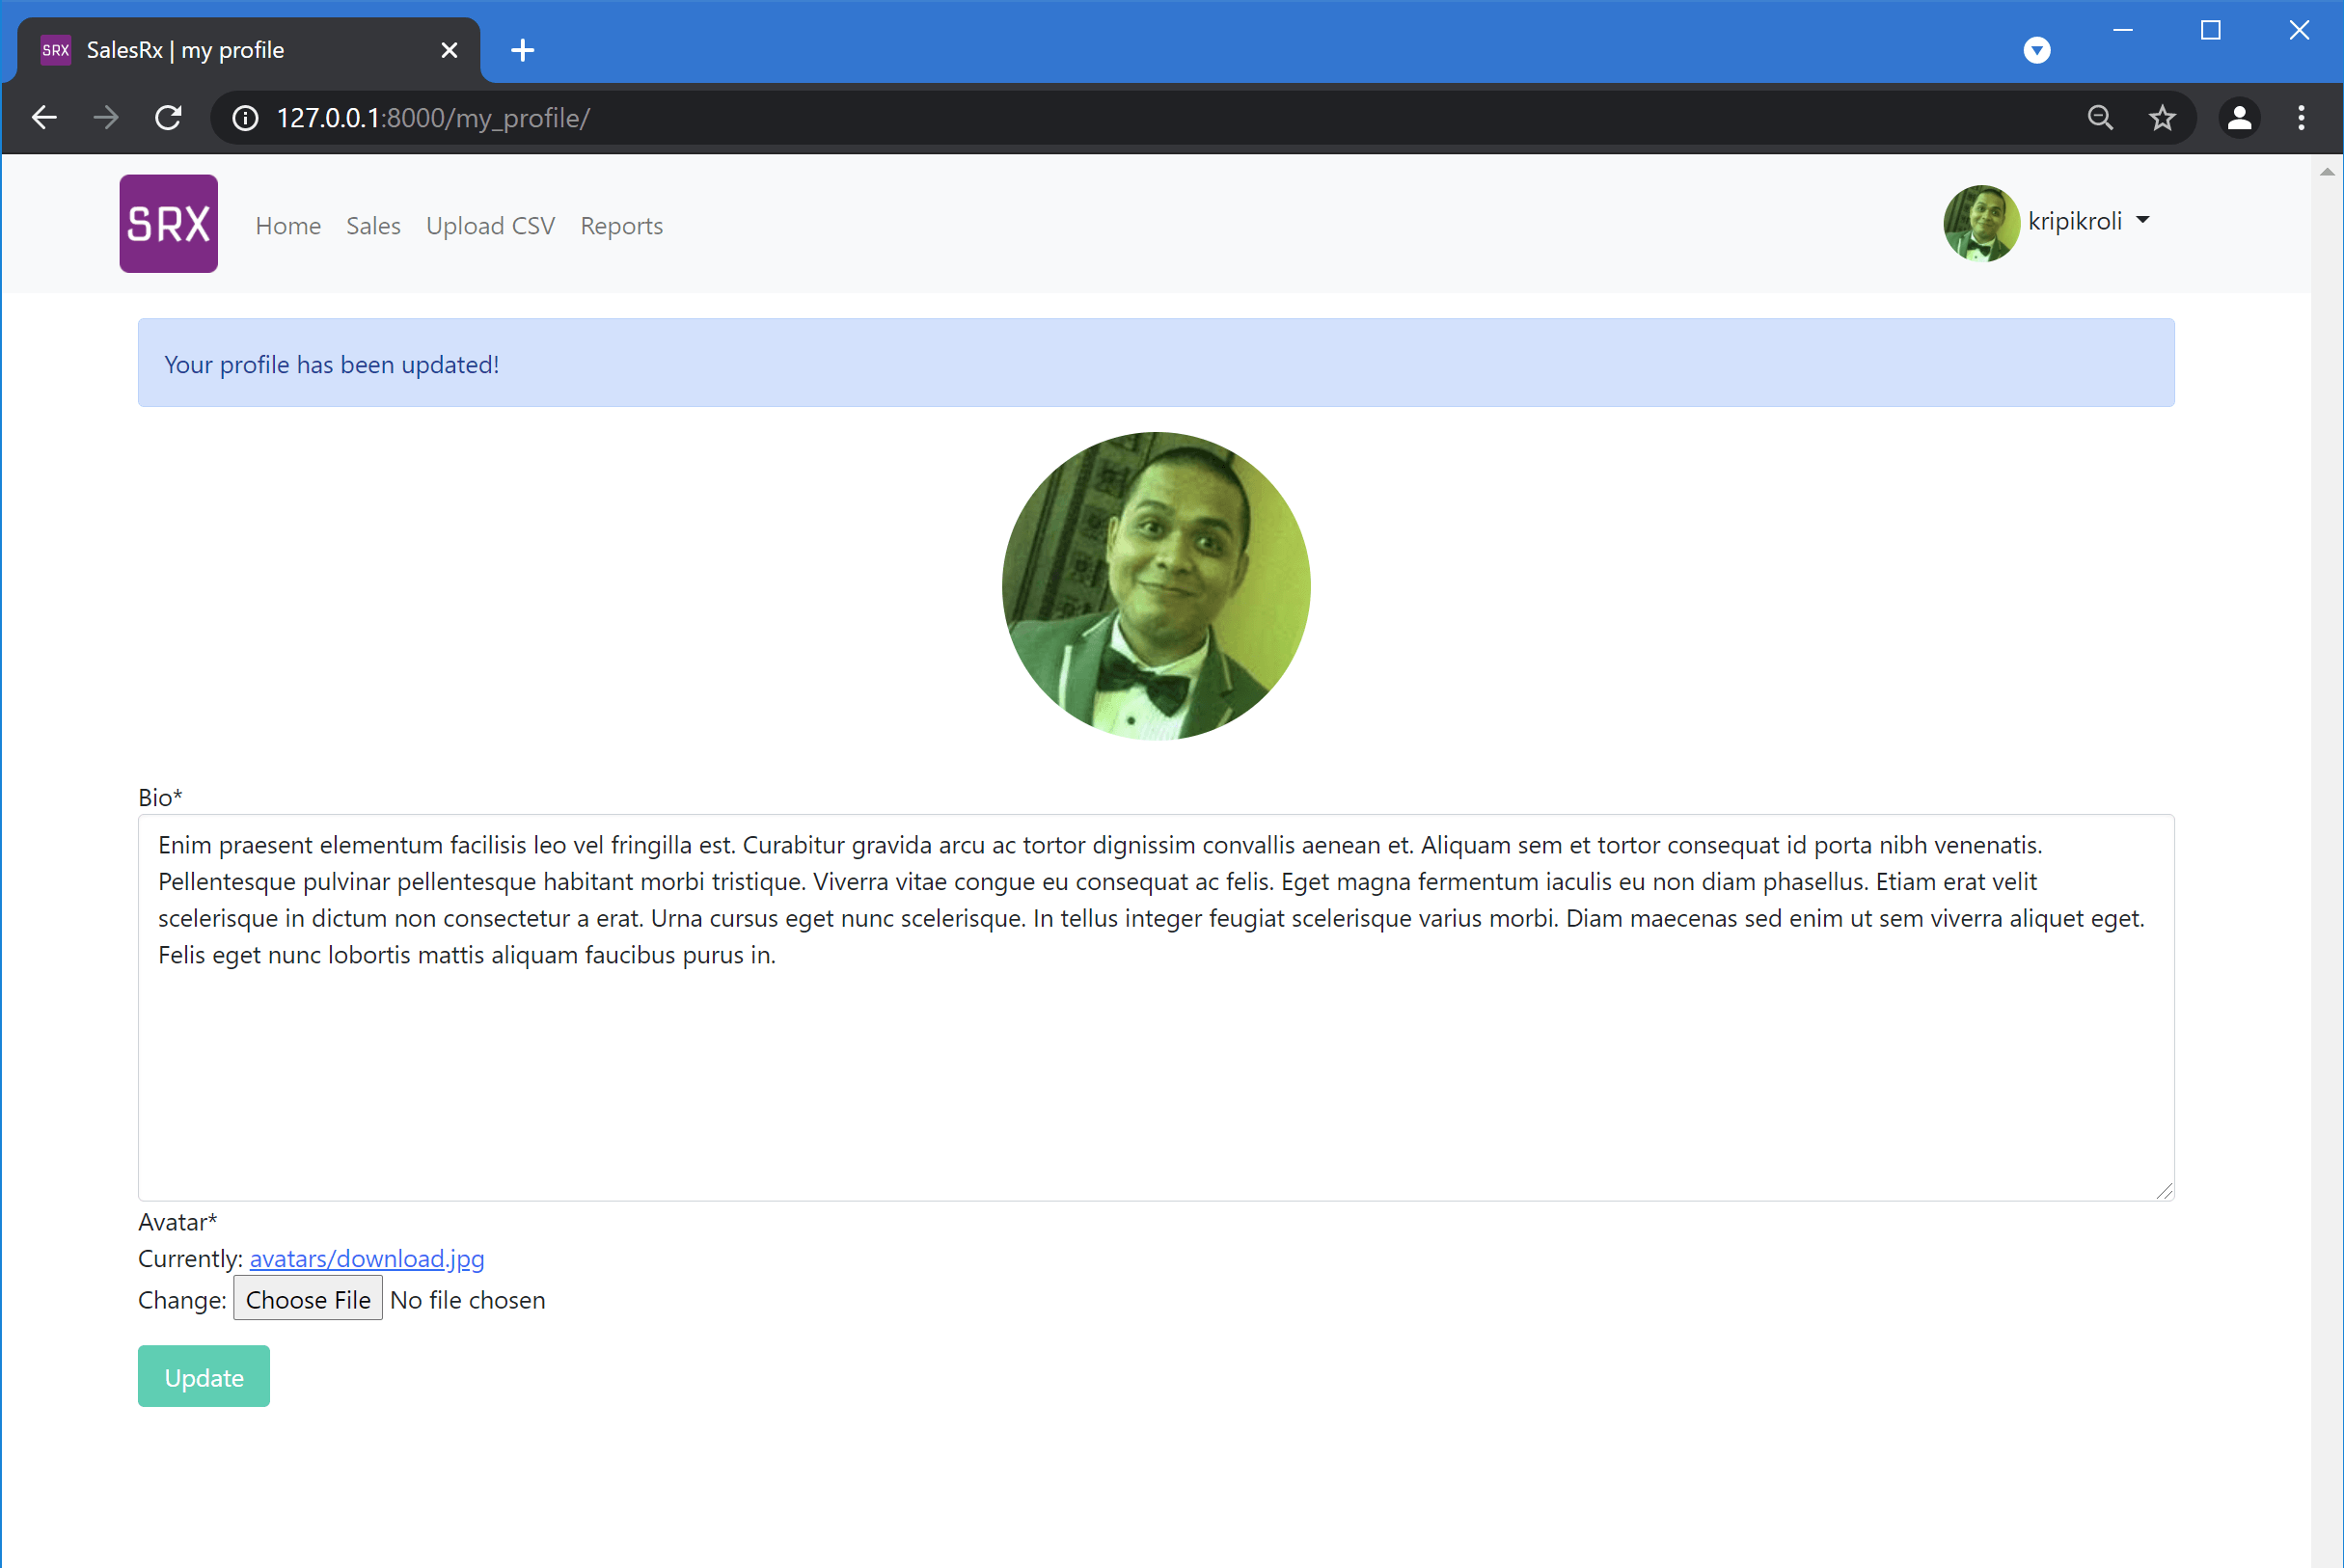 SRX SalesRx | my profile
127.0.0.1:8000/my_profile/
SRX Home Sales Upload CSV Reports kripikroli
Your profile has been updated!
Bio*
Enim praesent elementum facilisis leo vel fringilla est. Curabitur gravida arcu ac tortor dignissim convallis aenean et. Aliquam sem et tortor consequat id porta nibh venenatis.
Pellentesque pulvinar pellentesque habitant morbi tristique. Viverra vitae congue eu consequat ac felis. Eget magna fermentum iaculis eu non diam phasellus. Etiam erat velit
scelerisque in dictum non consectetur a erat. Urna cursus eget nunc scelerisque. In tellus integer feugiat scelerisque varius morbi. Diam maecenas sed enim ut sem viverra aliquet eget.
Felis eget nunc lobortis mattis aliquam faucibus purus in.
Avatar*
Currently: avatars/download.jpg
Change: Choose File No file chosen
Update